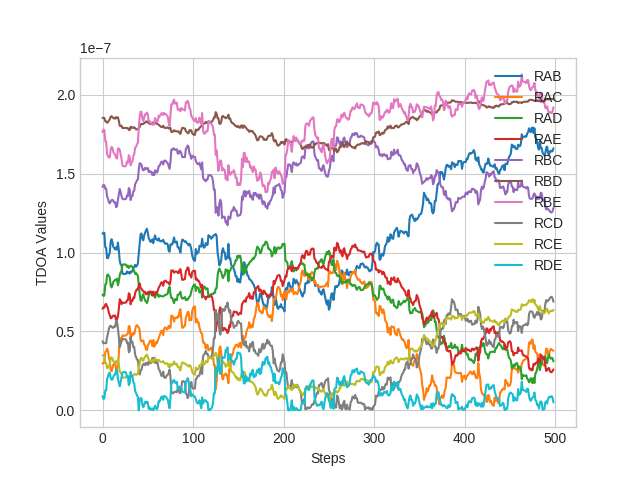 1e−7
TDOA Values
2.0
1.5
1.0
0.5
0.0
0
100
200
300
400
500
Steps
RAB
RAC
RAD
RAE
RBC
RBD
RBE
RCD
RCE
RDE